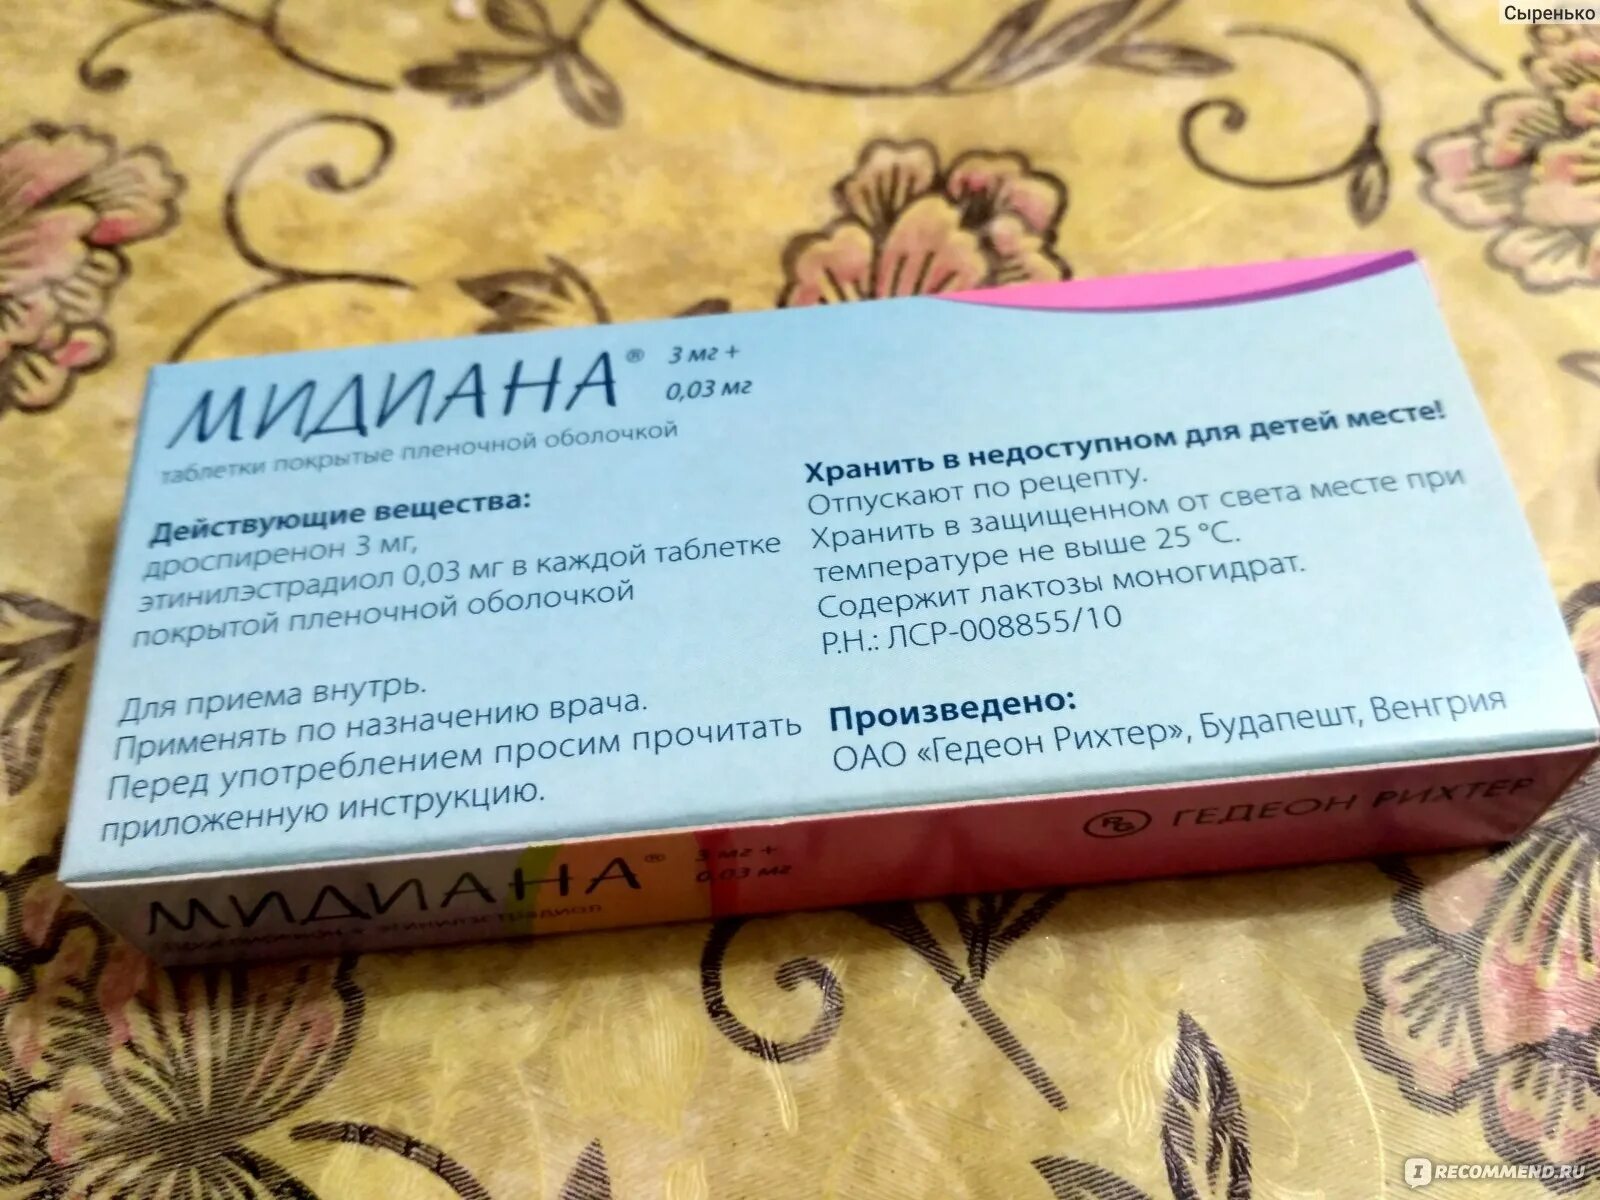 Сыренько
МИДИАНА® 3 мг +
0,03 мг
таблетки покрытые пленочной оболочкой
Действующие вещества:
дроспиренон 3 мг,
этинилэстрадиол 0,03 мг в каждой таблетке
покрытой пленочной оболочкой
Для приема внутрь.
Применять по назначению врача.
Перед употреблением просим прочитать
приложенную инструкцию.
Хранить в недоступном для детей месте!
Отпускают по рецепту.
Хранить в защищенном от света месте при
температуре не выше 25 °C.
Содержит лактозы моногидрат.
Р.Н.: ЛСР-008855/10
Произведено:
ОАО «Гедеон Рихтер», Будапешт, Венгрия
МИДИАНА® 3 мг +
0,03 мг
дроспиренон + этинилэстрадиол
ГЕДЕОН РИХТЕР
IRECOMMEND.RU